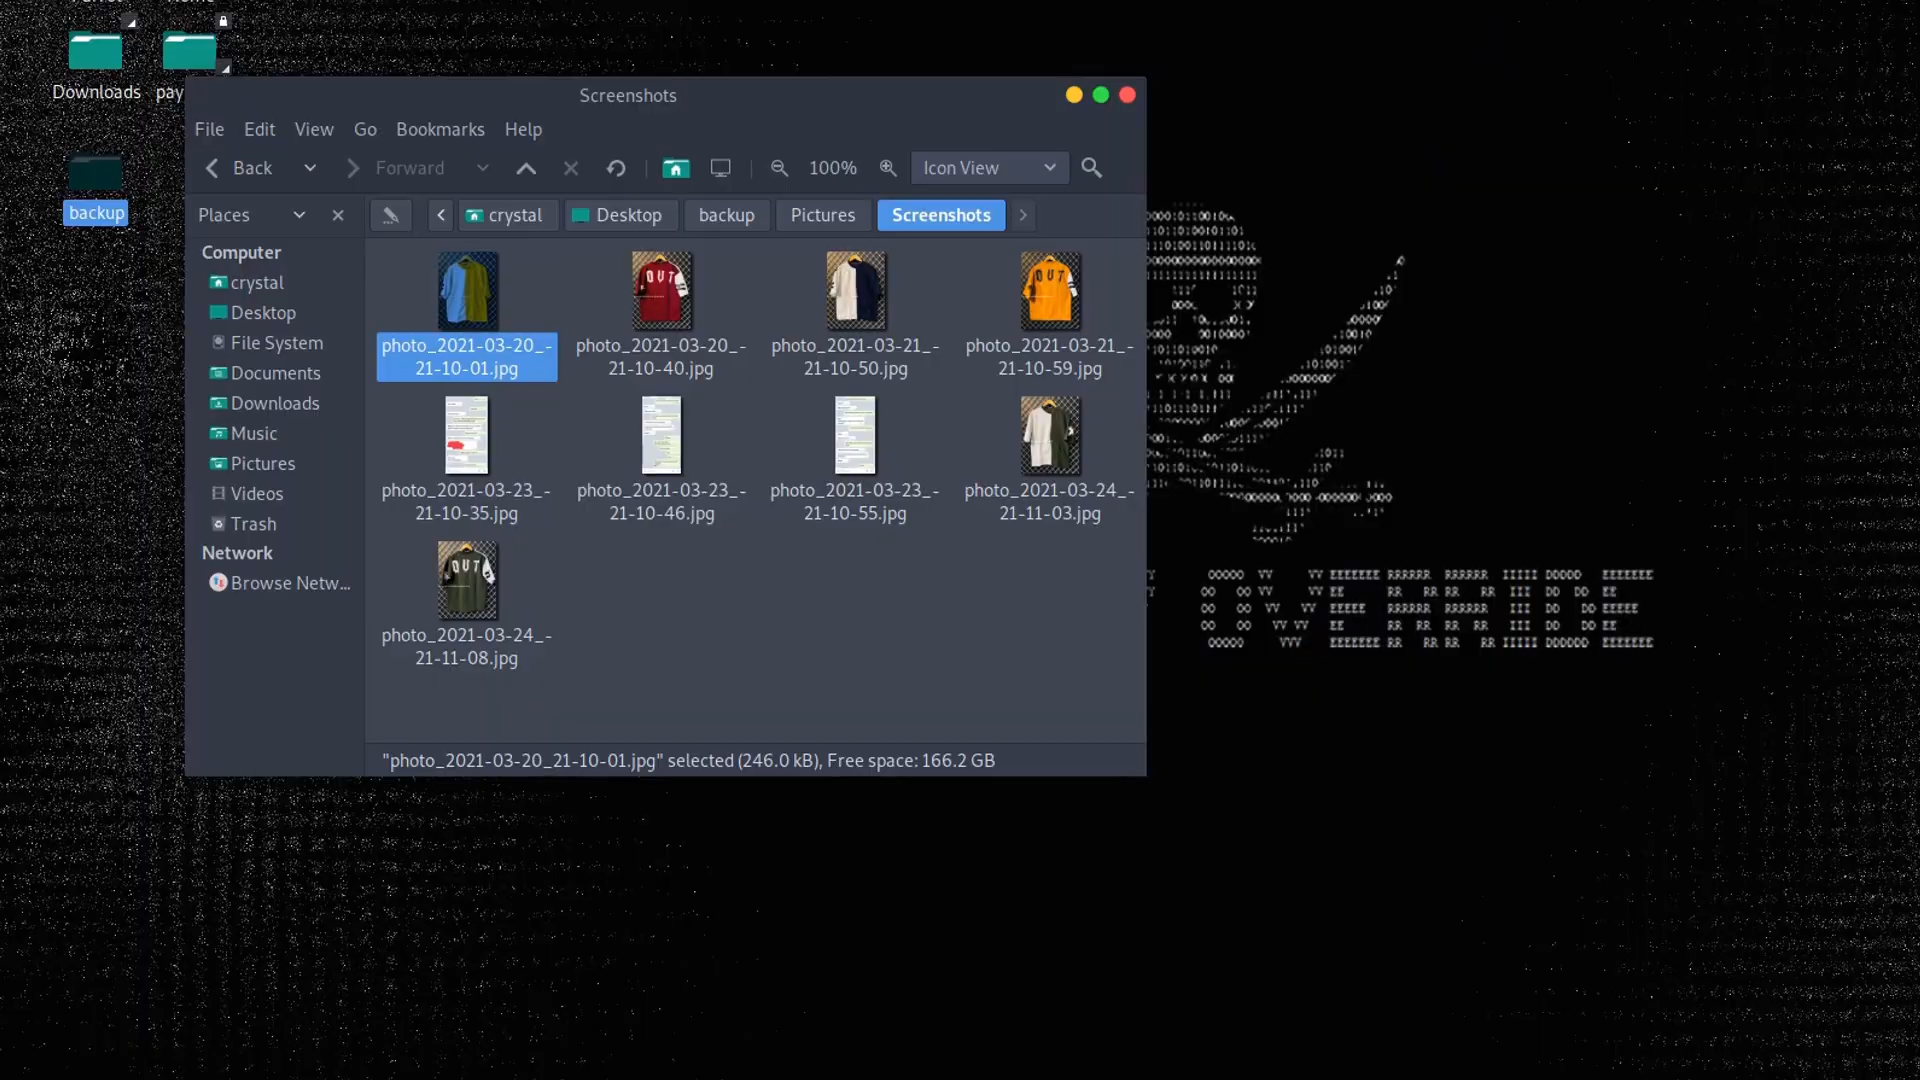 Downloads
pay
backup
Screenshots
File Edit View Go Bookmarks Help
Back Forward 100% Icon View
Places
crystal Desktop backup Pictures Screenshots
Computer
crystal
Desktop
File System
Documents
Downloads
Music
Pictures
Videos
Trash
Network
Browse Netw...
photo_2021-03-20_-
21-10-01.jpg
photo_2021-03-20_-
21-10-40.jpg
photo_2021-03-21_-
21-10-50.jpg
photo_2021-03-21_-
21-10-59.jpg
photo_2021-03-23_-
21-10-35.jpg
photo_2021-03-23_-
21-10-46.jpg
photo_2021-03-23_-
21-10-55.jpg
photo_2021-03-24_-
21-11-03.jpg
photo_2021-03-24_-
21-11-08.jpg
OUT
OUT
OUT
"photo_2021-03-20_21-10-01.jpg" selected (246.0 kB), Free space: 166.2 GB
OVERRIDE